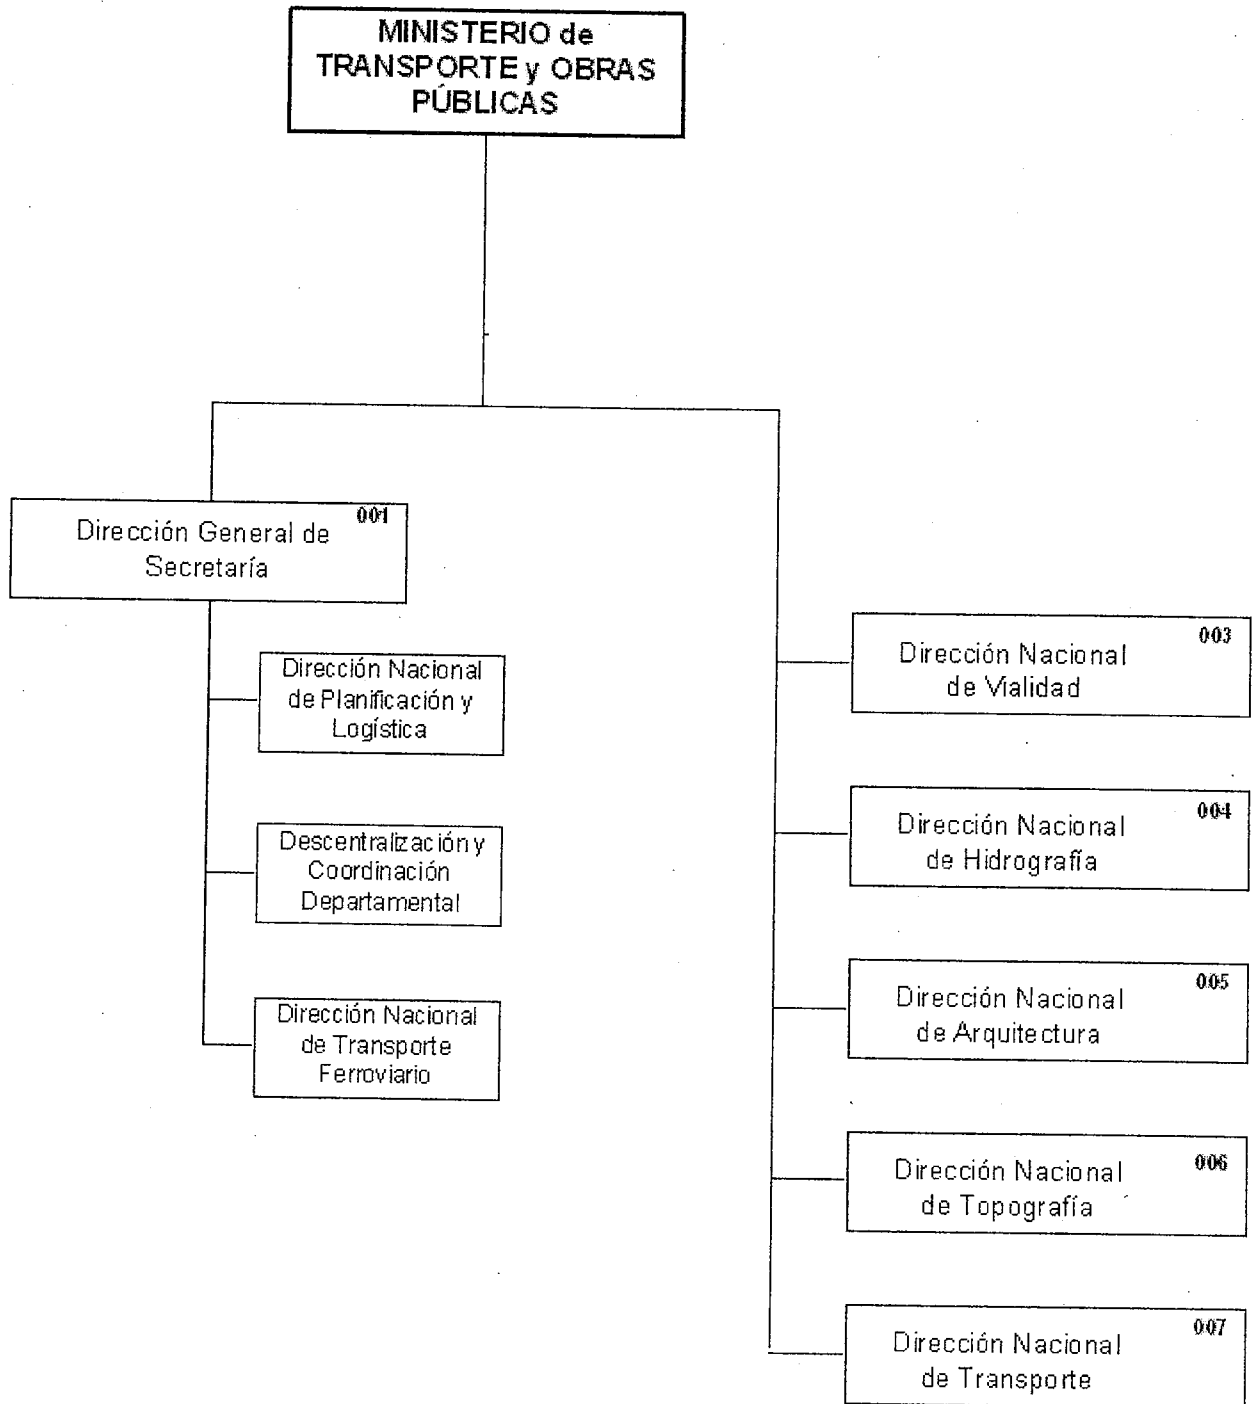 MINISTERIO de
TRANSPORTE y OBRAS
PÚBLICAS
001
Dirección General de
Secretaría
Dirección Nacional
de Planificación y
Logística
Descentralización y
Coordinación
Departamental
Dirección Nacional
de Transporte
Ferroviario
003
Dirección Nacional
de Vialidad
004
Dirección Nacional
de Hidrografía
005
Dirección Nacional
de Arquitectura
006
Dirección Nacional
de Topografía
007
Dirección Nacional
de Transporte